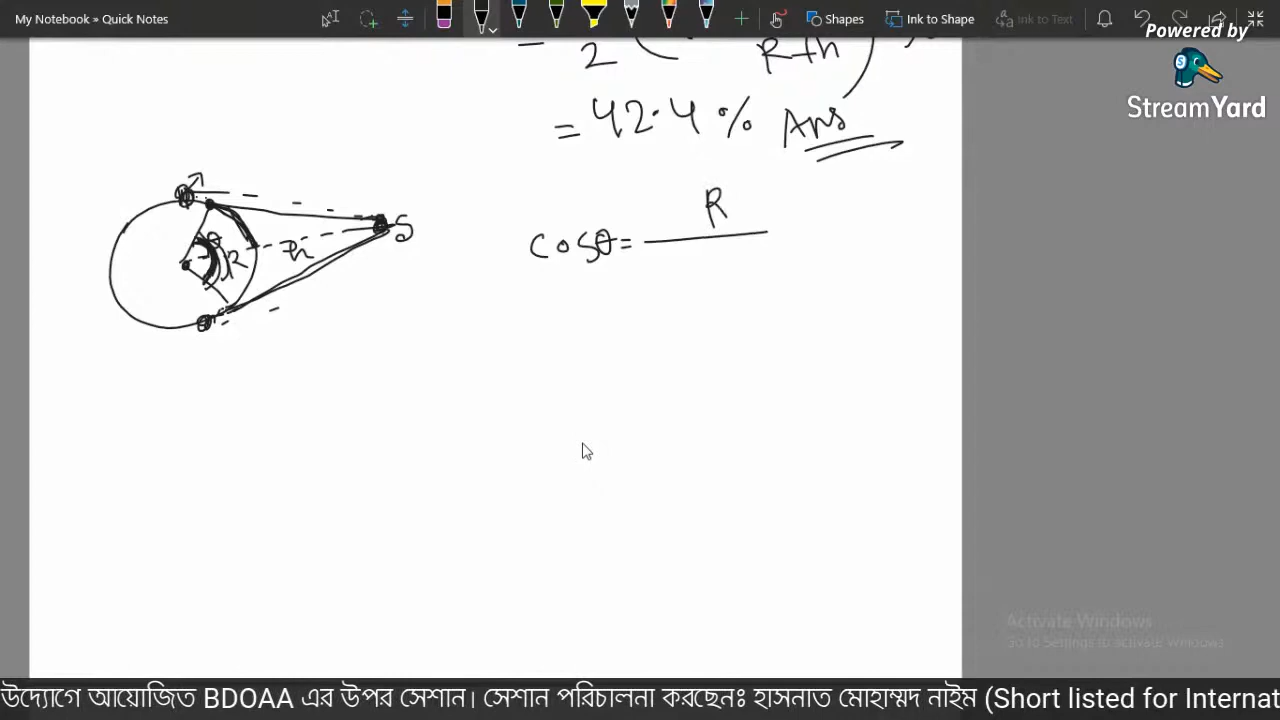 My Notebook » Quick Notes
Shapes
Ink to Shape
Ink to Text
Powered by
StreamYard
2
R+h
= 42.4 % Ans
S
θ
R
h
cosθ = R
Activate Windows
Go to Settings to activate Windows.
উদ্যোগে আয়োজিত BDOAA এর উপর সেশান। সেশান পরিচালনা করছেনঃ হাসনাত মোহাম্মদ নাইম (Short listed for Internat